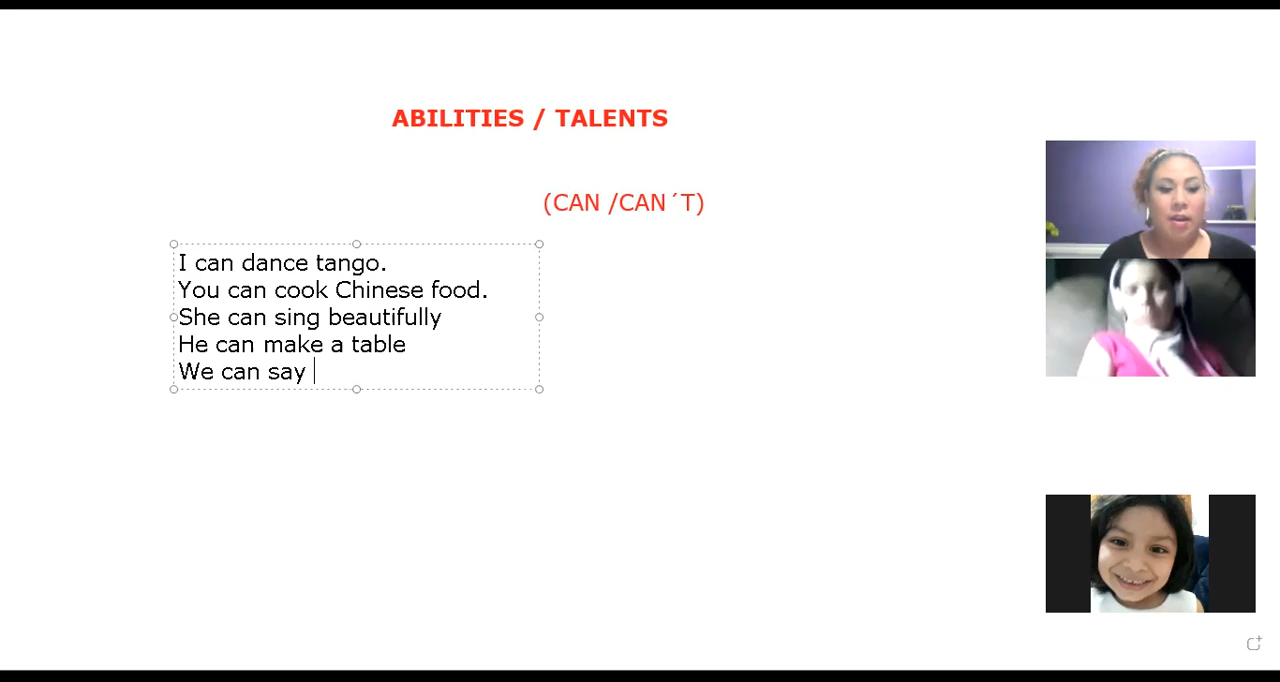 ABILITIES / TALENTS
(CAN /CAN´T)
I can dance tango.
You can cook Chinese food.
She can sing beautifully
He can make a table
We can say